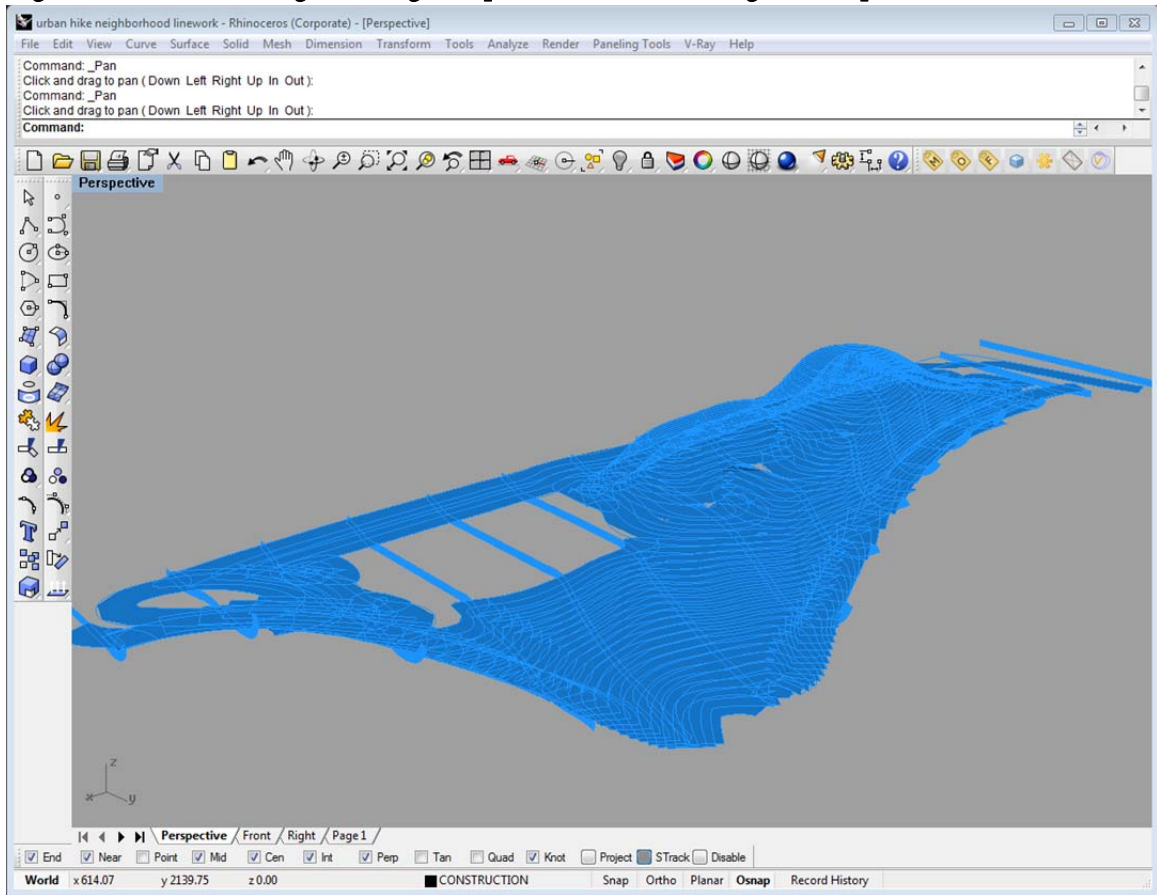 urban hike neighborhood linework - Rhinoceros (Corporate) - [Perspective]
File Edit View Curve Surface Solid Mesh Dimension Transform Tools Analyze Render Paneling Tools V-Ray Help
Command: _Pan
Click and drag to pan ( Down Left Right Up In Out ):
Command: _Pan
Click and drag to pan ( Down Left Right Up In Out ):
Command:
Perspective
z
x y
Perspective Front Right Page 1
End Near Point Mid Cen Int Perp Tan Quad Knot Project STrack Disable
World x 614.07 y 2139.75 z 0.00 CONSTRUCTION Snap Ortho Planar Osnap Record History